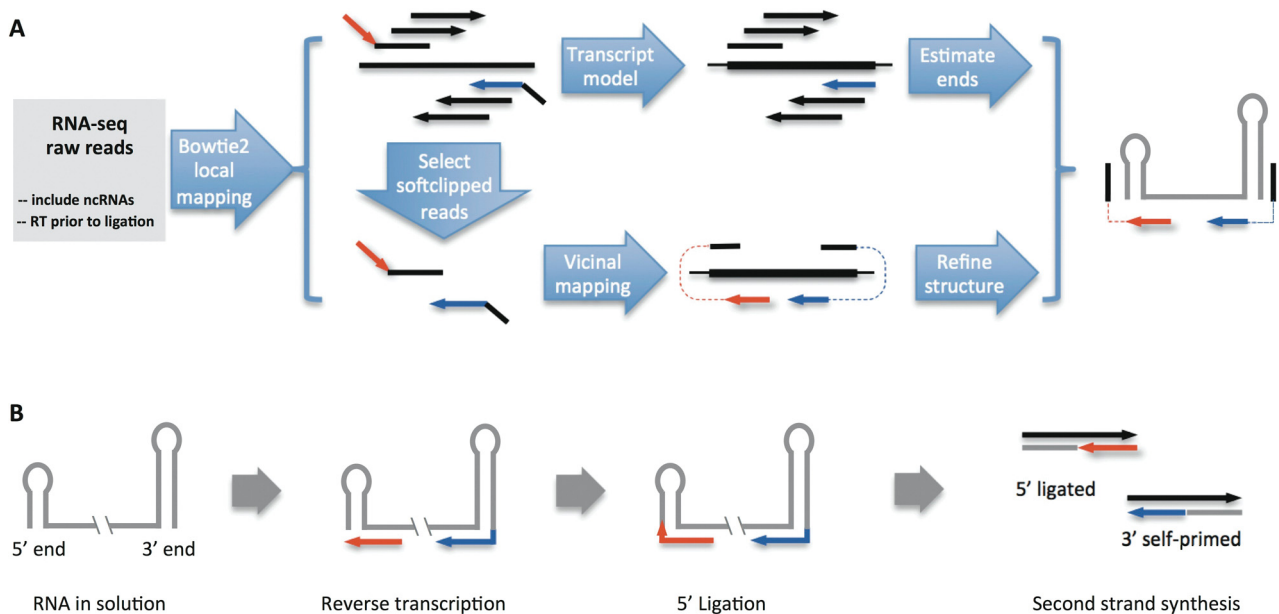 A
RNA-seq
raw reads
-- include ncRNAs
-- RT prior to ligation
Bowtie2
local
mapping
Transcript
model
Estimate
ends
Select
softclipped
reads
Vicinal
mapping
Refine
structure
B
5’ end
3’ end
5’ ligated
3’ self-primed
RNA in solution
Reverse transcription
5’ Ligation
Second strand synthesis